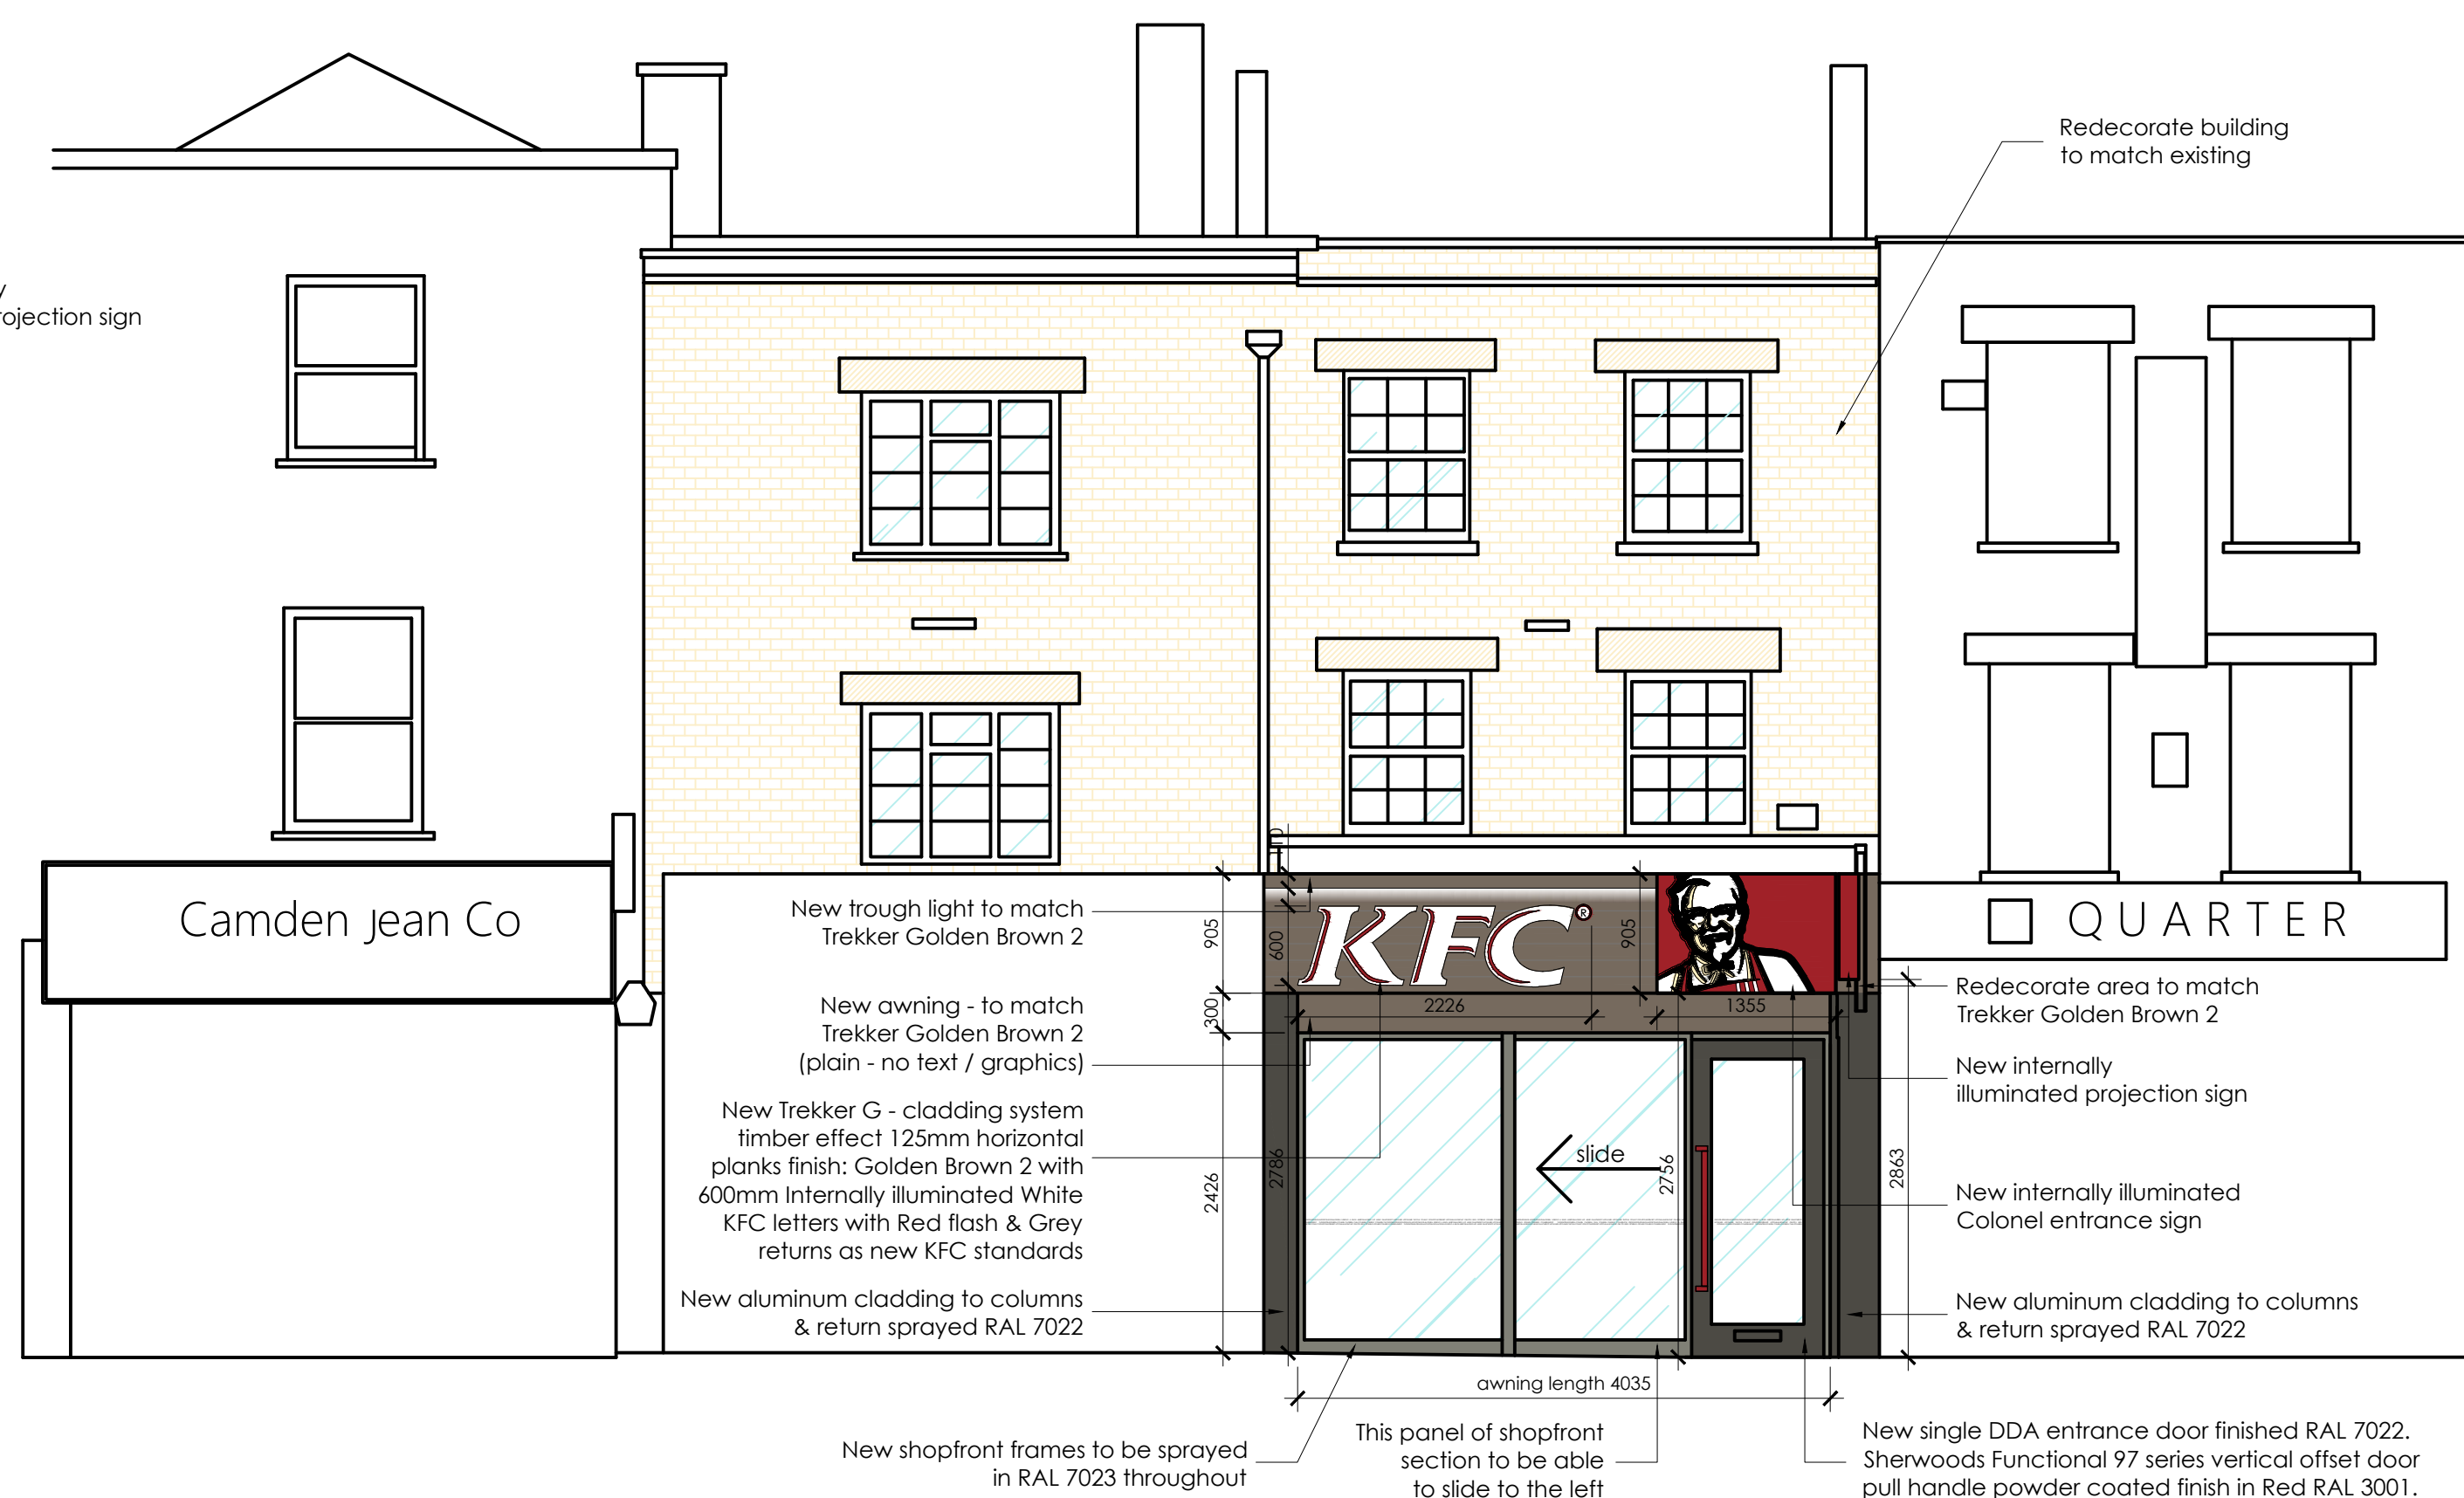 Redecorate building
to match existing
rojection sign
Camden Jean Co
New trough light to match
Trekker Golden Brown 2
New awning - to match
Trekker Golden Brown 2
(plain - no text / graphics)
New Trekker G - cladding system
timber effect 125mm horizontal
planks finish: Golden Brown 2 with
600mm Internally illuminated White
KFC letters with Red flash & Grey
returns as new KFC standards
New aluminum cladding to columns
& return sprayed RAL 7022
905
300
2426
600
2786
KFC®
905
2226
1355
slide
2756
2863
QUARTER
Redecorate area to match
Trekker Golden Brown 2
New internally
illuminated projection sign
New internally illuminated
Colonel entrance sign
New aluminum cladding to columns
& return sprayed RAL 7022
awning length 4035
New shopfront frames to be sprayed
in RAL 7023 throughout
This panel of shopfront
section to be able
to slide to the left
New single DDA entrance door finished RAL 7022.
Sherwoods Functional 97 series vertical offset door
pull handle powder coated finish in Red RAL 3001.